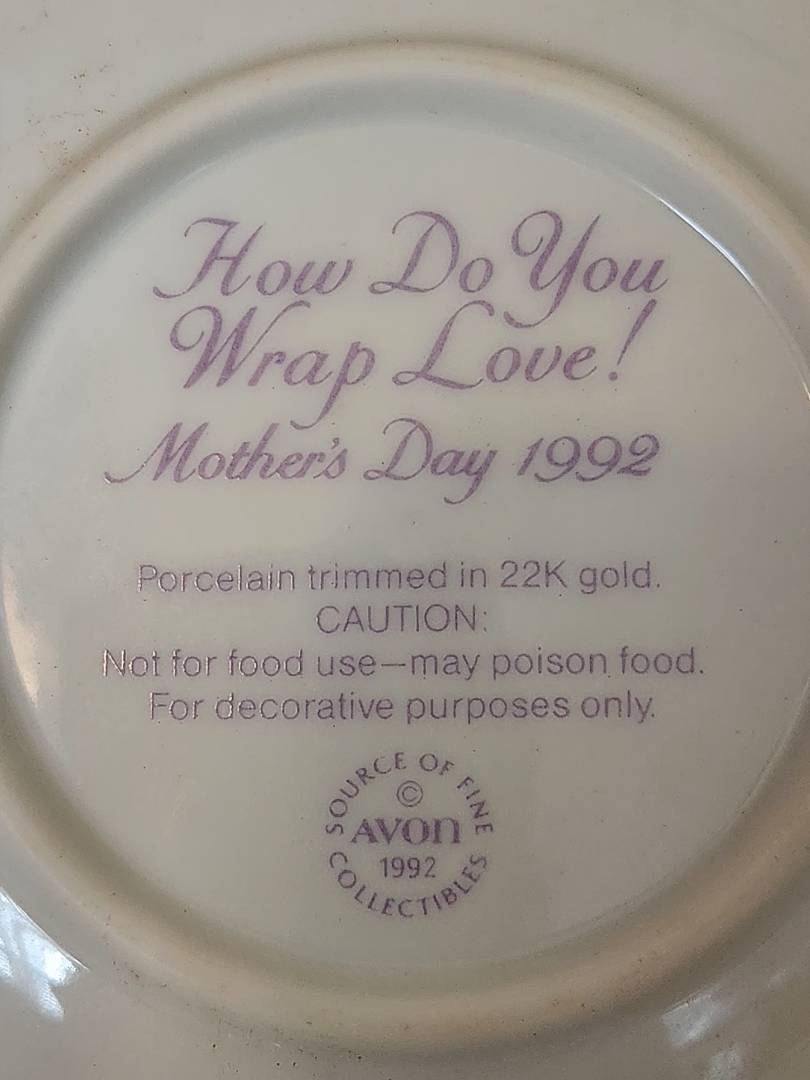 How Do You
Wrap Love!
Mother's Day 1992
Porcelain trimmed in 22K gold.
CAUTION:
Not for food use—may poison food.
For decorative purposes only.
SOURCE OF FINE
©
AVON
1992
COLLECTIBLES